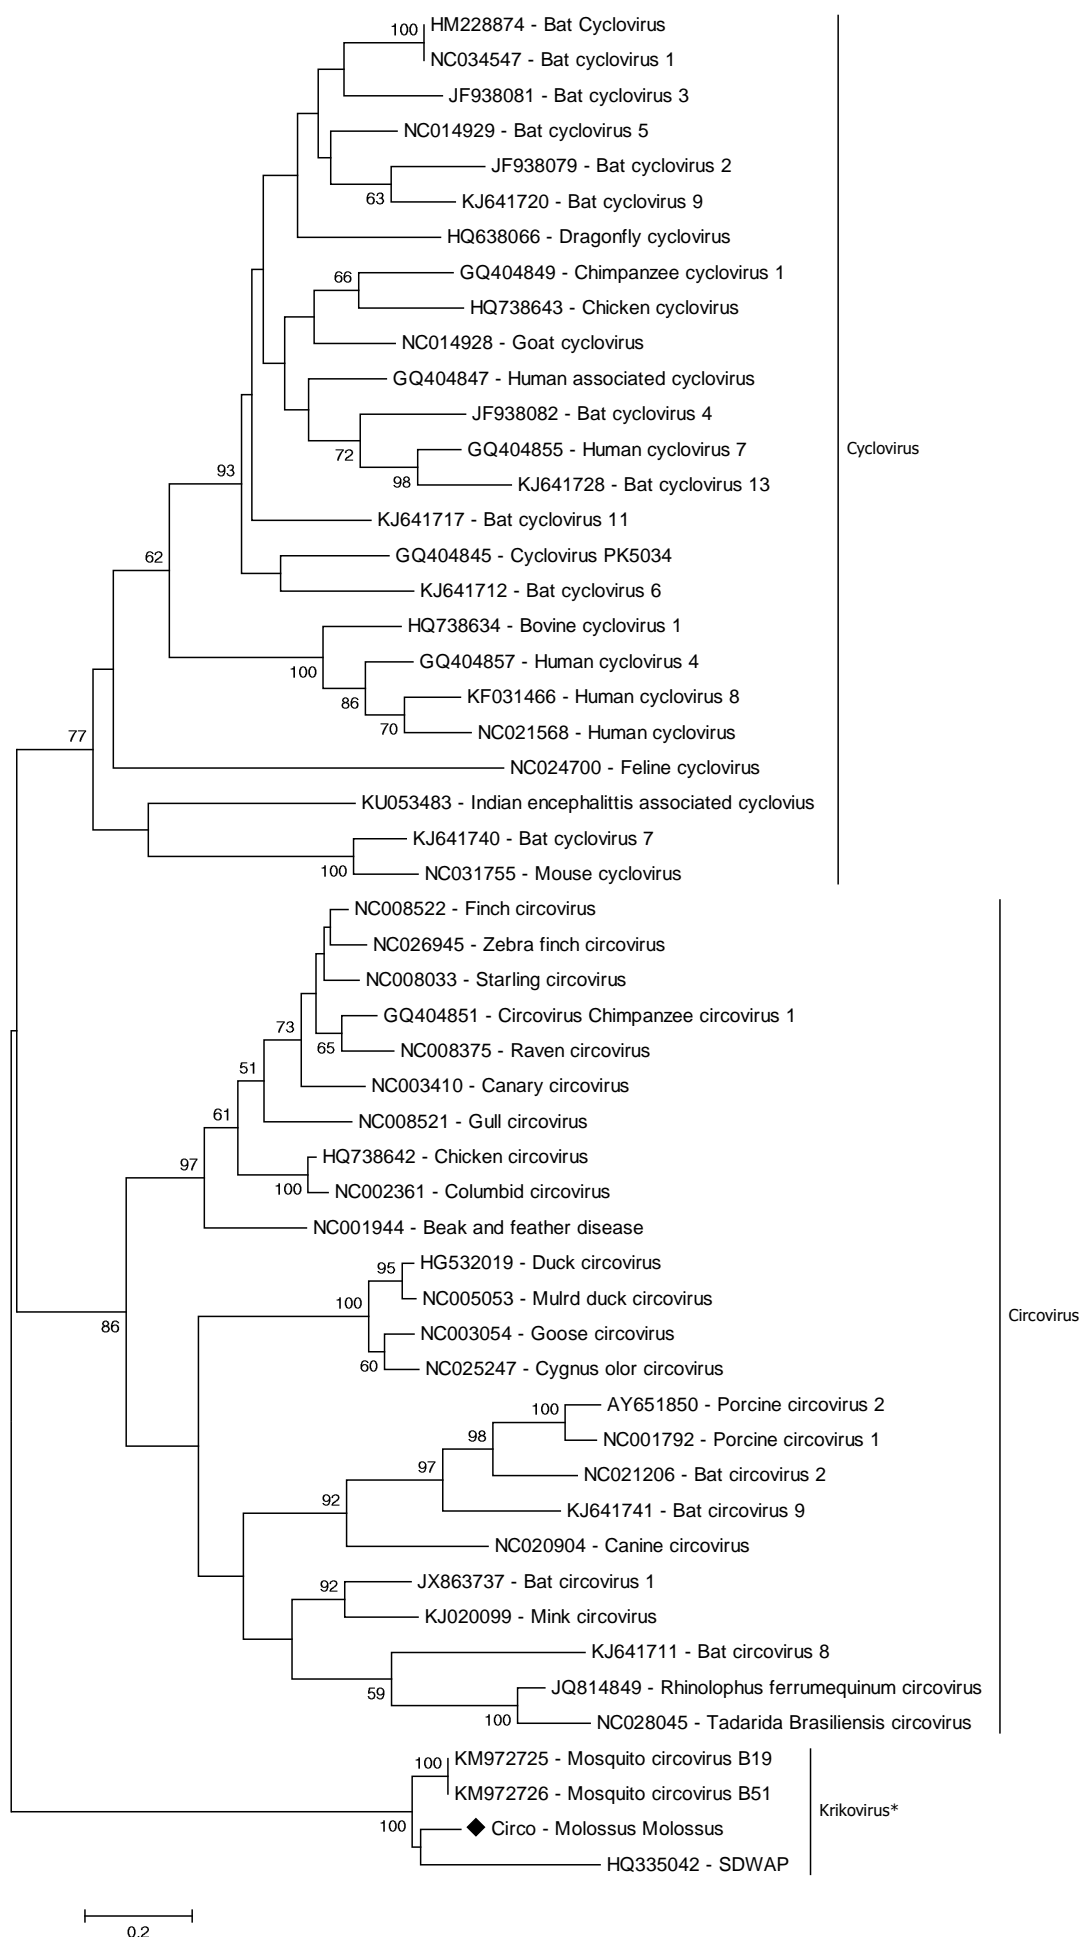 100
HM228874 - Bat Cyclovirus
NC034547 - Bat cyclovirus 1
JF938081 - Bat cyclovirus 3
NC014929 - Bat cyclovirus 5
JF938079 - Bat cyclovirus 2
63
KJ641720 - Bat cyclovirus 9
HQ638066 - Dragonfly cyclovirus
66
GQ404849 - Chimpanzee cyclovirus 1
HQ738643 - Chicken cyclovirus
NC014928 - Goat cyclovirus
GQ404847 - Human associated cyclovirus
JF938082 - Bat cyclovirus 4
72
GQ404855 - Human cyclovirus 7
Cyclovirus
98
KJ641728 - Bat cyclovirus 13
93
KJ641717 - Bat cyclovirus 11
62
GQ404845 - Cyclovirus PK5034
KJ641712 - Bat cyclovirus 6
HQ738634 - Bovine cyclovirus 1
100
GQ404857 - Human cyclovirus 4
86
KF031466 - Human cyclovirus 8
70
NC021568 - Human cyclovirus
77
NC024700 - Feline cyclovirus
KU053483 - Indian encephalittis associated cyclovius
KJ641740 - Bat cyclovirus 7
100
NC031755 - Mouse cyclovirus
NC008522 - Finch circovirus
NC026945 - Zebra finch circovirus
NC008033 - Starling circovirus
73
GQ404851 - Circovirus Chimpanzee circovirus 1
65
NC008375 - Raven circovirus
51
NC003410 - Canary circovirus
61
NC008521 - Gull circovirus
HQ738642 - Chicken circovirus
97
100
NC002361 - Columbid circovirus
NC001944 - Beak and feather disease
95
HG532019 - Duck circovirus
100
NC005053 - Mulrd duck circovirus
86
Circovirus
NC003054 - Goose circovirus
60
NC025247 - Cygnus olor circovirus
100
AY651850 - Porcine circovirus 2
98
NC001792 - Porcine circovirus 1
97
NC021206 - Bat circovirus 2
92
KJ641741 - Bat circovirus 9
NC020904 - Canine circovirus
92
JX863737 - Bat circovirus 1
KJ020099 - Mink circovirus
KJ641711 - Bat circovirus 8
59
JQ814849 - Rhinolophus ferrumequinum circovirus
100
NC028045 - Tadarida Brasiliensis circovirus
100
KM972725 - Mosquito circovirus B19
KM972726 - Mosquito circovirus B51
Krikovirus*
100
Circo - Molossus Molossus
HQ335042 - SDWAP
0.2